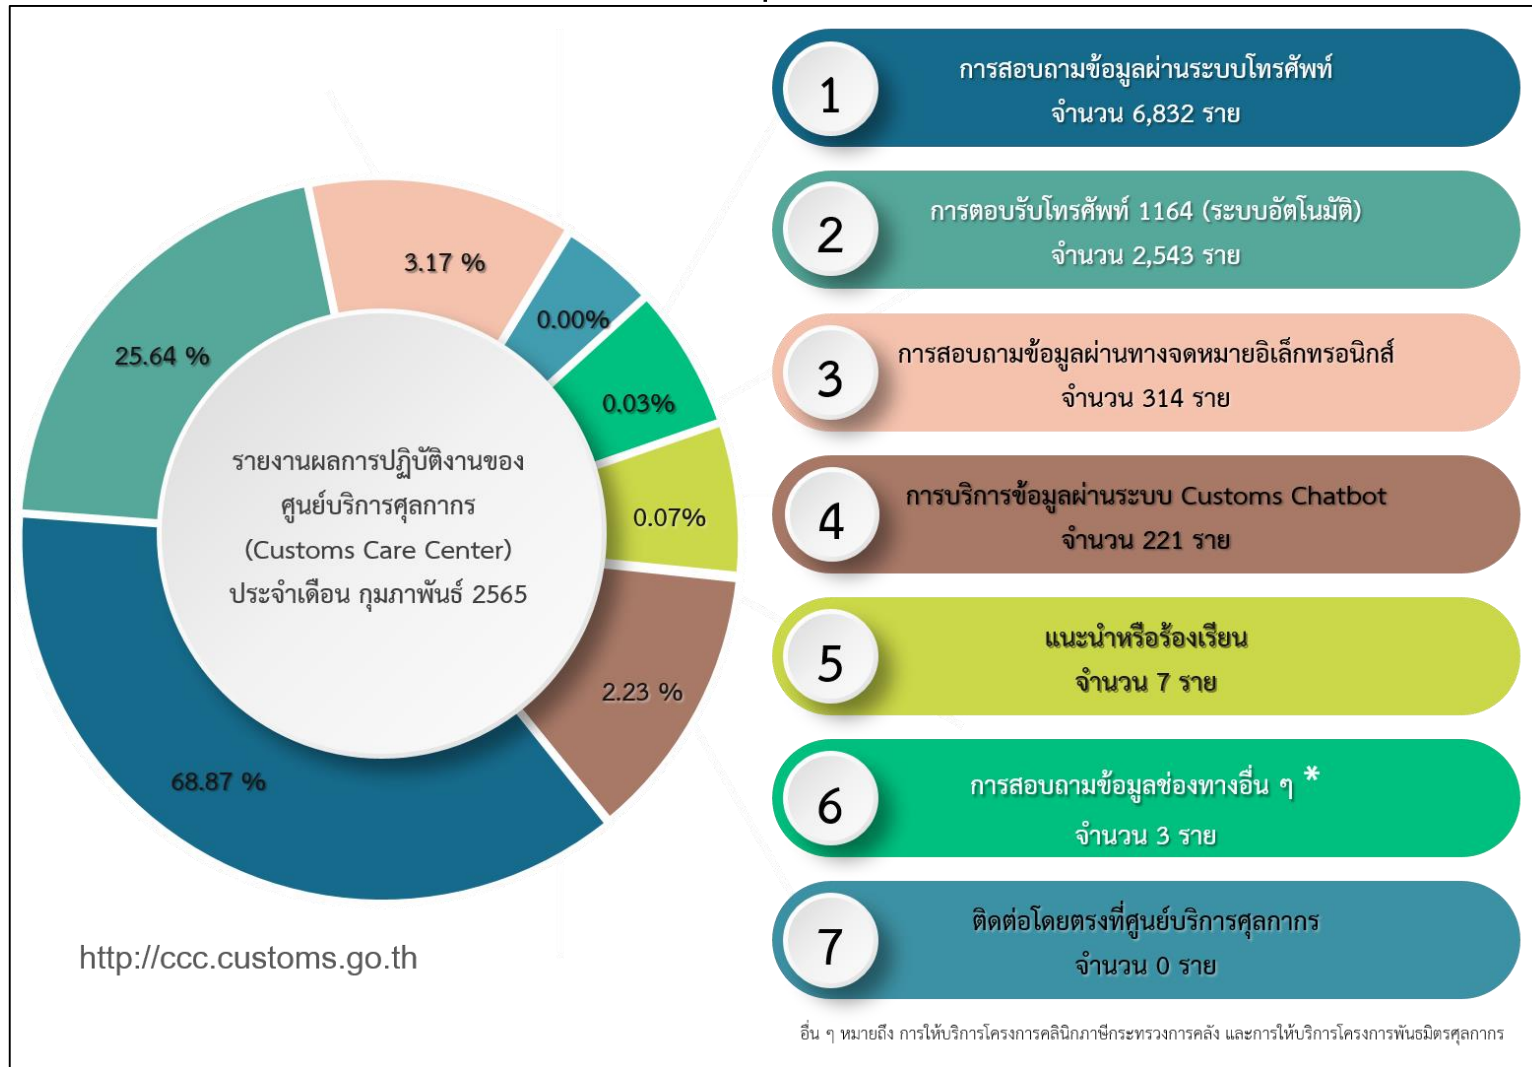 3.17 %
0.00%
25.64 %
0.03%
0.07%
2.23 %
68.87 %
รายงานผลการปฏิบัติงานของ
ศูนย์บริการศุลกากร
(Customs Care Center)
ประจำเดือน กุมภาพันธ์ 2565
http://ccc.customs.go.th
1
การสอบถามข้อมูลผ่านระบบโทรศัพท์
จำนวน 6,832 ราย
2
การตอบรับโทรศัพท์ 1164 (ระบบอัตโนมัติ)
จำนวน 2,543 ราย
3
การสอบถามข้อมูลผ่านทางจดหมายอิเล็กทรอนิกส์
จำนวน 314 ราย
4
การบริการข้อมูลผ่านระบบ Customs Chatbot
จำนวน 221 ราย
5
แนะนำหรือร้องเรียน
จำนวน 7 ราย
6
การสอบถามข้อมูลช่องทางอื่น ๆ *
จำนวน 3 ราย
7
ติดต่อโดยตรงที่ศูนย์บริการศุลกากร
จำนวน 0 ราย
อื่น ๆ หมายถึง การให้บริการโครงการคลินิกภาษีกระทรวงการคลัง และการให้บริการโครงการพันธมิตรศุลกากร